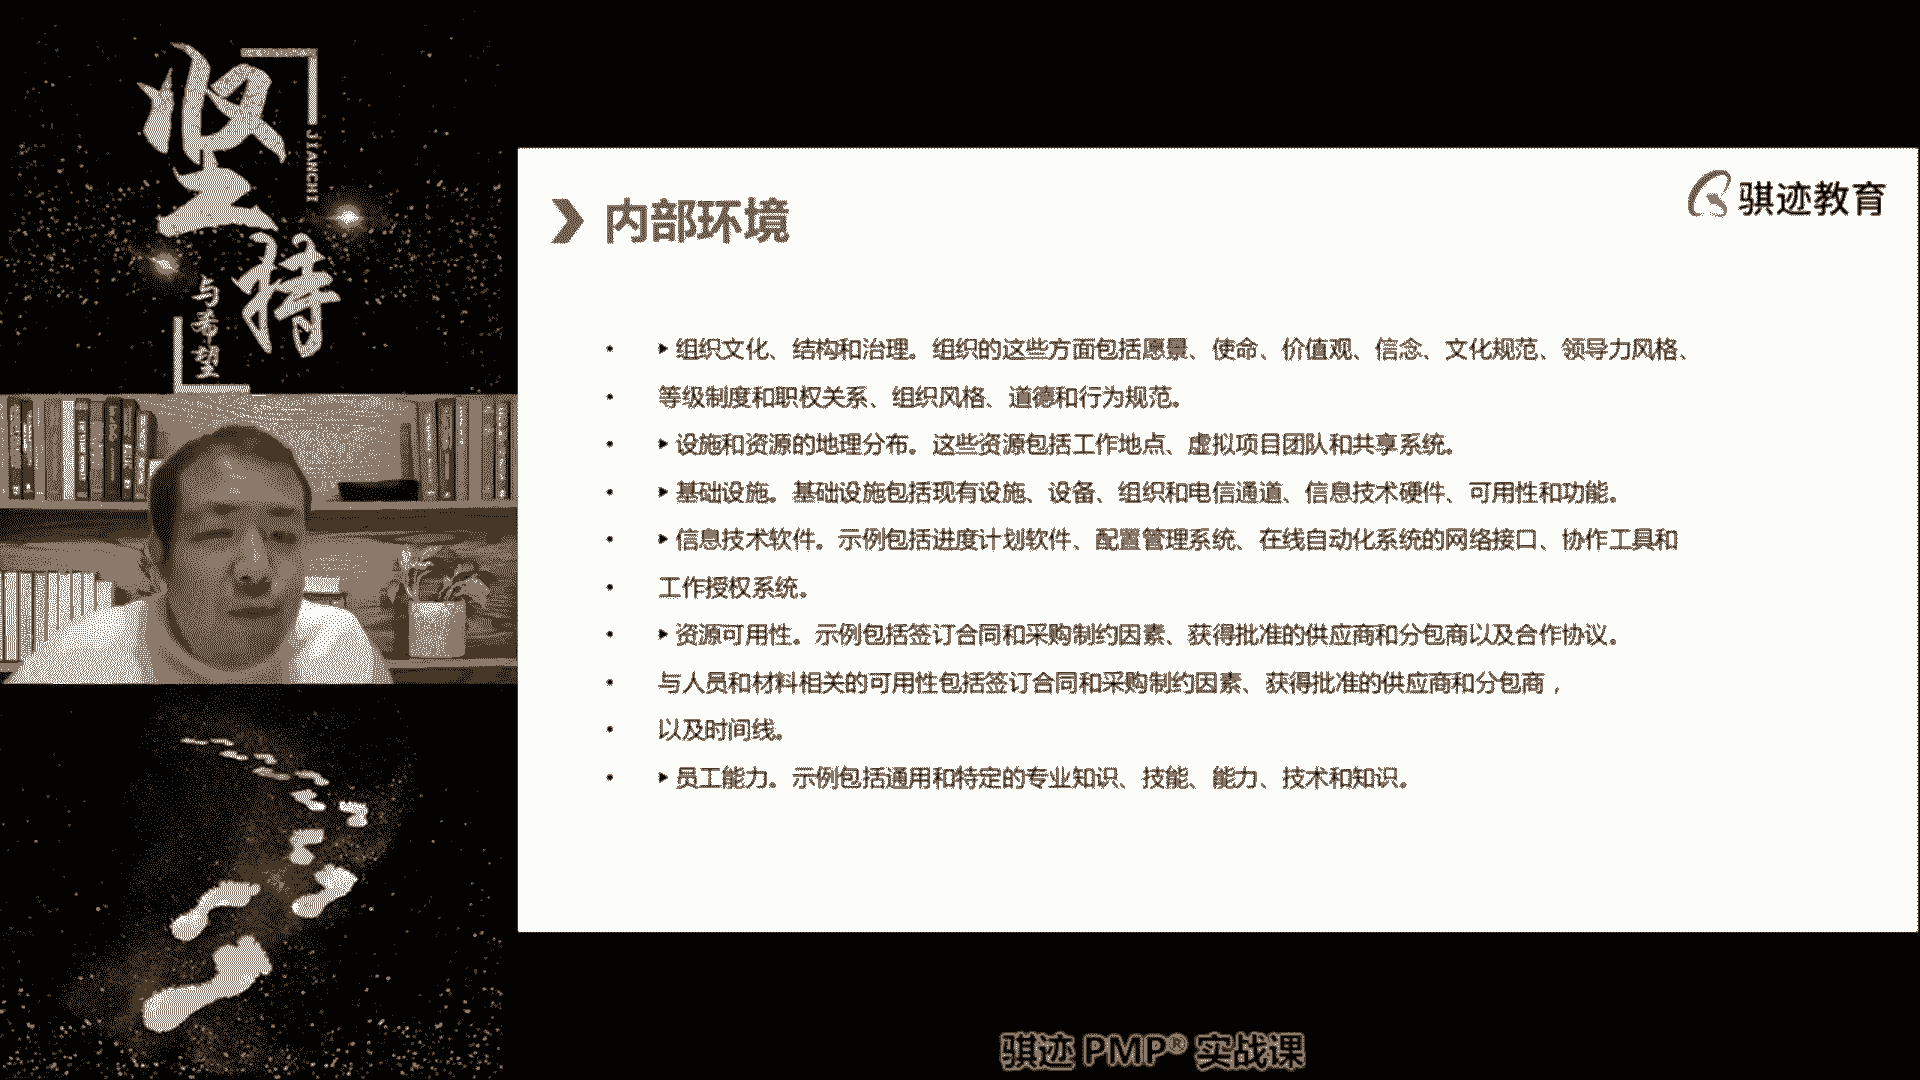 坚持
JIANCHI
与希望
骐迹教育
内部环境
▸ 组织文化、结构和治理。组织的这些方面包括愿景、使命、价值观、信念、文化规范、领导力风格、
等级制度和职权关系、组织风格、道德和行为规范。
▸ 设施和资源的地理分布。这些资源包括工作地点、虚拟项目团队和共享系统。
▸ 基础设施。基础设施包括现有设施、设备、组织和电信通道、信息技术硬件、可用性和功能。
▸ 信息技术软件。示例包括进度计划软件、配置管理系统、在线自动化系统的网络接口、协作工具和
工作授权系统。
▸ 资源可用性。示例包括签订合同和采购制约因素、获得批准的供应商和分包商以及合作协议。
与人员和材料相关的可用性包括签订合同和采购制约因素、获得批准的供应商和分包商，
以及时间线。
▸ 员工能力。示例包括通用和特定的专业知识、技能、能力、技术和知识。
骐迹 PMP® 实战课